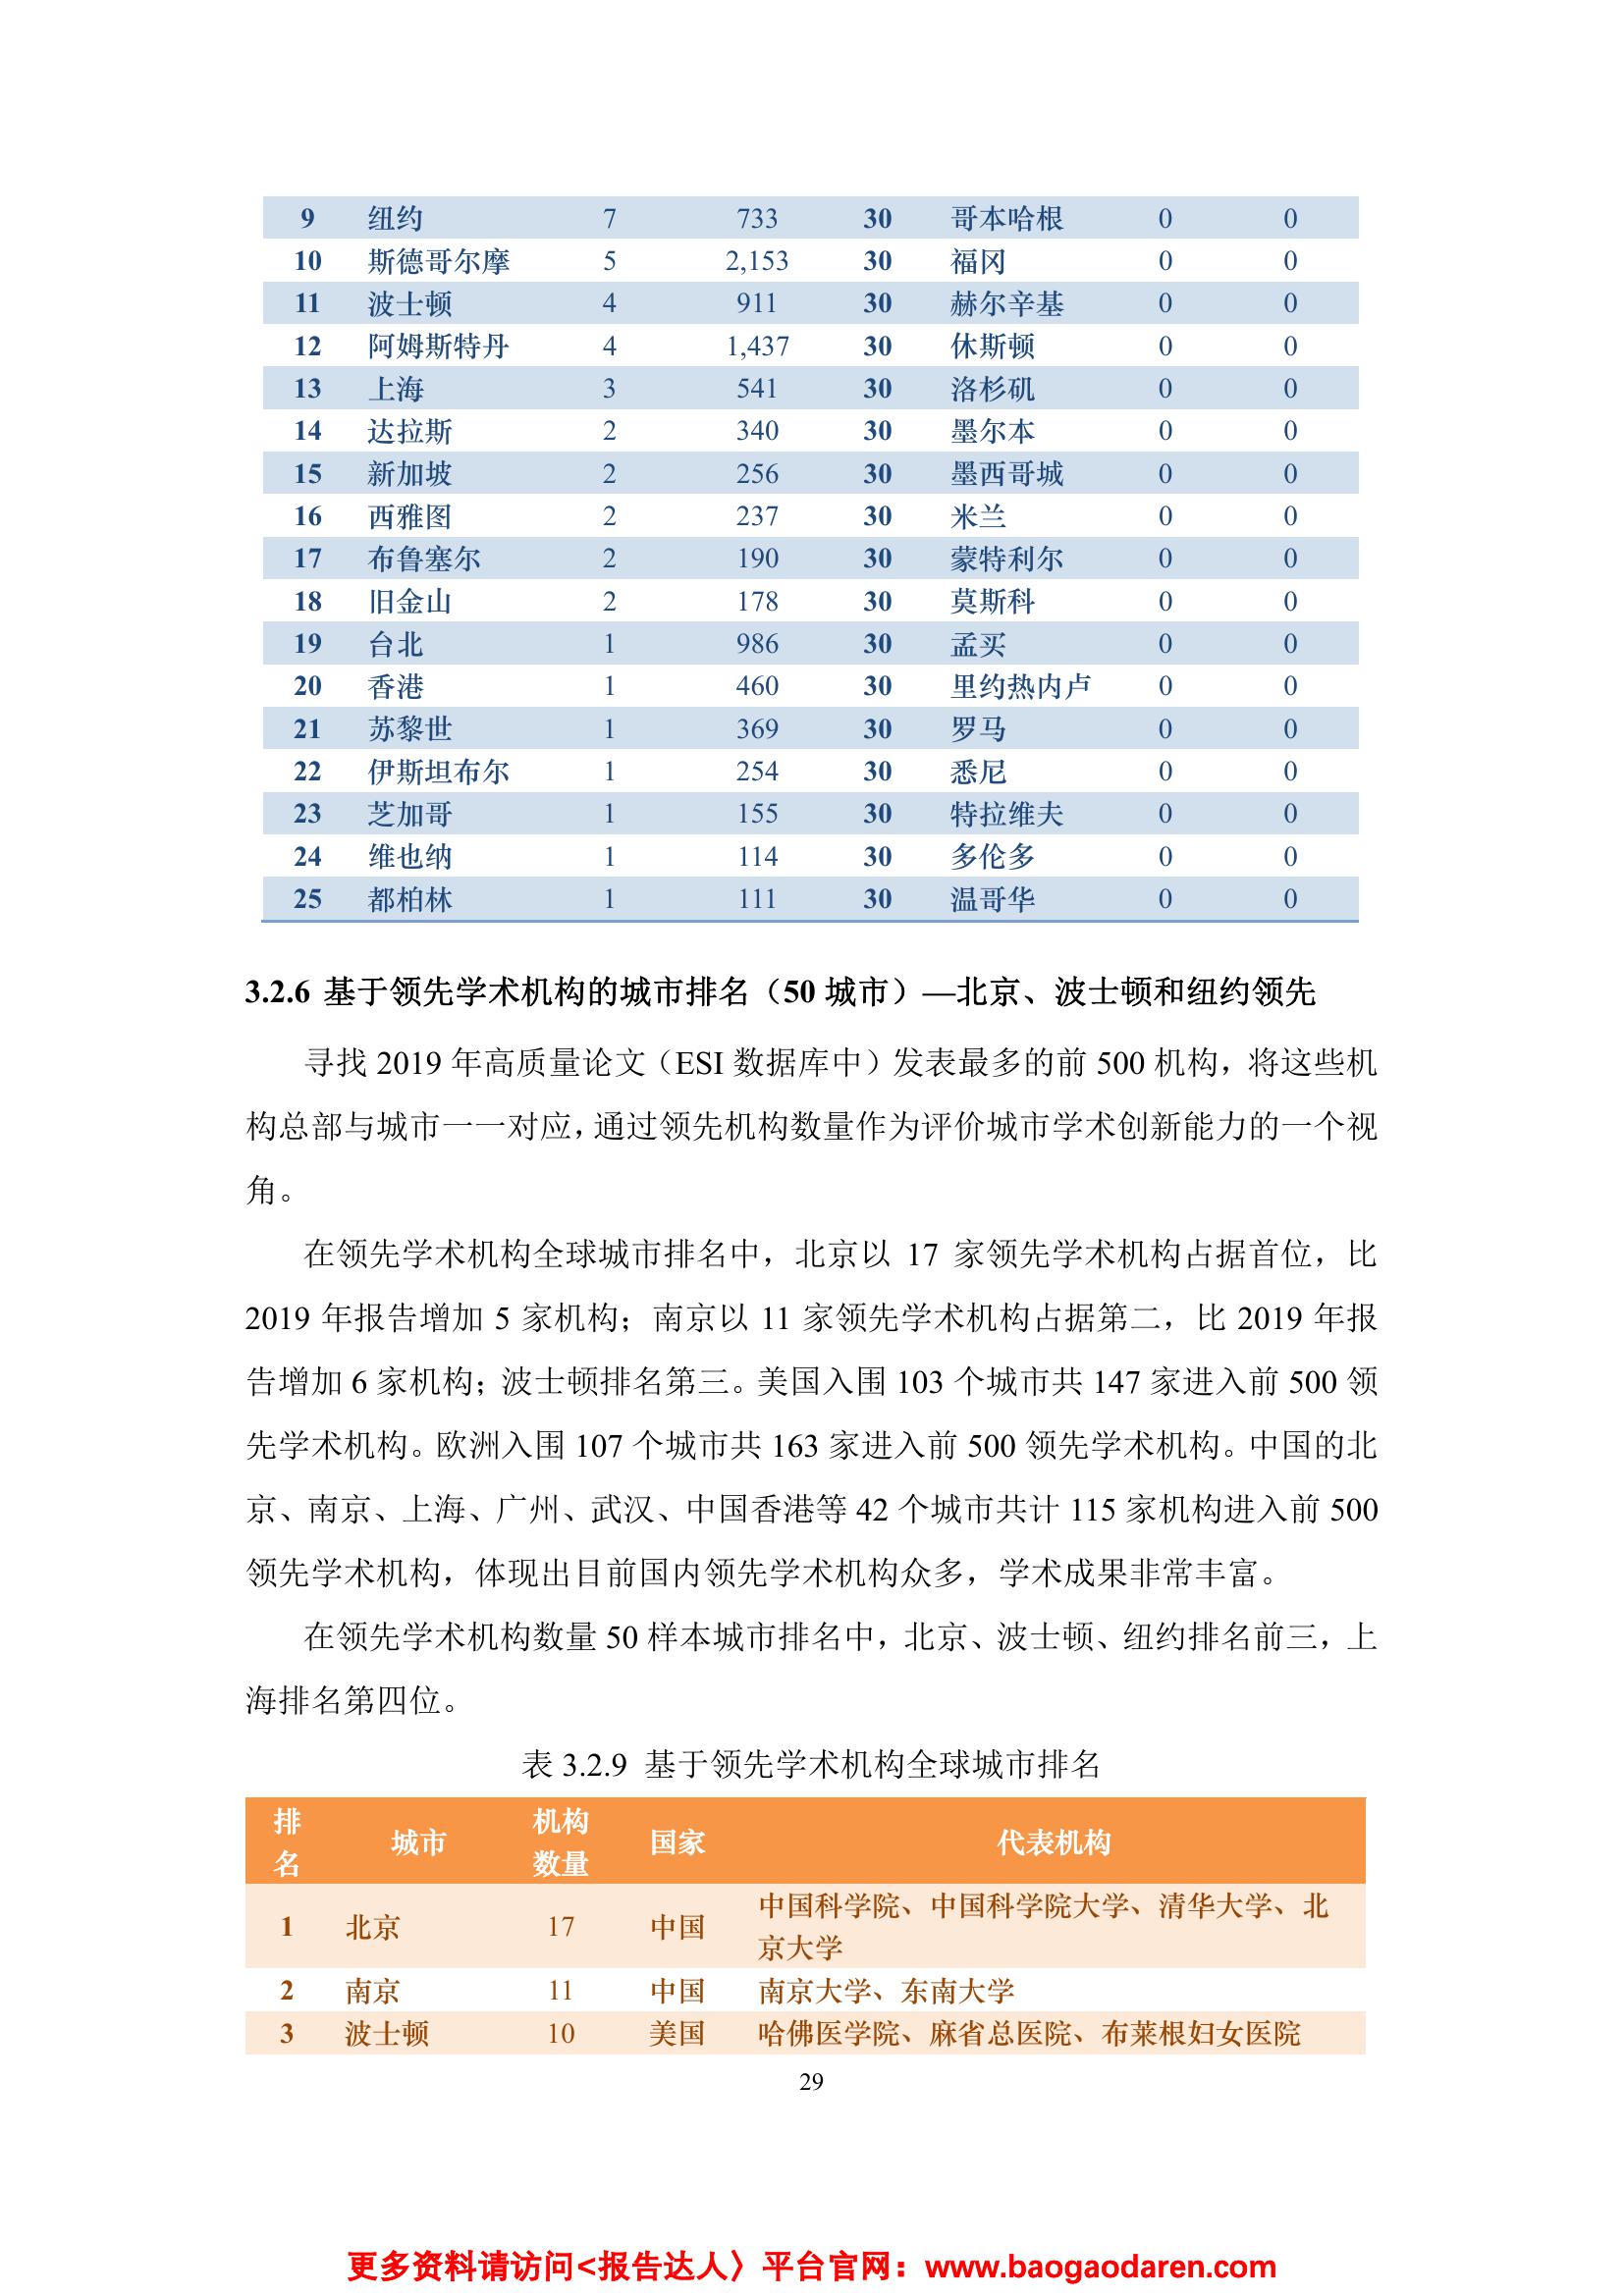 9 纽约 7 733 30 哥本哈根 0 0
10 斯德哥尔摩 5 2,153 30 福冈 0 0
11 波士顿 4 911 30 赫尔辛基 0 0
12 阿姆斯特丹 4 1,437 30 休斯顿 0 0
13 上海 3 541 30 洛杉矶 0 0
14 达拉斯 2 340 30 墨尔本 0 0
15 新加坡 2 256 30 墨西哥城 0 0
16 西雅图 2 237 30 米兰 0 0
17 布鲁塞尔 2 190 30 蒙特利尔 0 0
18 旧金山 2 178 30 莫斯科 0 0
19 台北 1 986 30 孟买 0 0
20 香港 1 460 30 里约热内卢 0 0
21 苏黎世 1 369 30 罗马 0 0
22 伊斯坦布尔 1 254 30 悉尼 0 0
23 芝加哥 1 155 30 特拉维夫 0 0
24 维也纳 1 114 30 多伦多 0 0
25 都柏林 1 111 30 温哥华 0 0
3.2.6 基于领先学术机构的城市排名（50 城市）—北京、波士顿和纽约领先
寻找 2019 年高质量论文（ESI 数据库中）发表最多的前 500 机构，将这些机
构总部与城市一一对应，通过领先机构数量作为评价城市学术创新能力的一个视
角。
在领先学术机构全球城市排名中，北京以 17 家领先学术机构占据首位，比
2019 年报告增加 5 家机构；南京以 11 家领先学术机构占据第二，比 2019 年报
告增加 6 家机构；波士顿排名第三。美国入围 103 个城市共 147 家进入前 500 领
先学术机构。欧洲入围 107 个城市共 163 家进入前 500 领先学术机构。中国的北
京、南京、上海、广州、武汉、中国香港等 42 个城市共计 115 家机构进入前 500
领先学术机构，体现出目前国内领先学术机构众多，学术成果非常丰富。
在领先学术机构数量 50 样本城市排名中，北京、波士顿、纽约排名前三，上
海排名第四位。
表 3.2.9 基于领先学术机构全球城市排名
排名 城市 机构数量 国家 代表机构
1 北京 17 中国 中国科学院、中国科学院大学、清华大学、北
京大学
2 南京 11 中国 南京大学、东南大学
3 波士顿 10 美国 哈佛医学院、麻省总医院、布莱根妇女医院
29
更多资料请访问<报告达人〉平台官网：www.baogaodaren.com